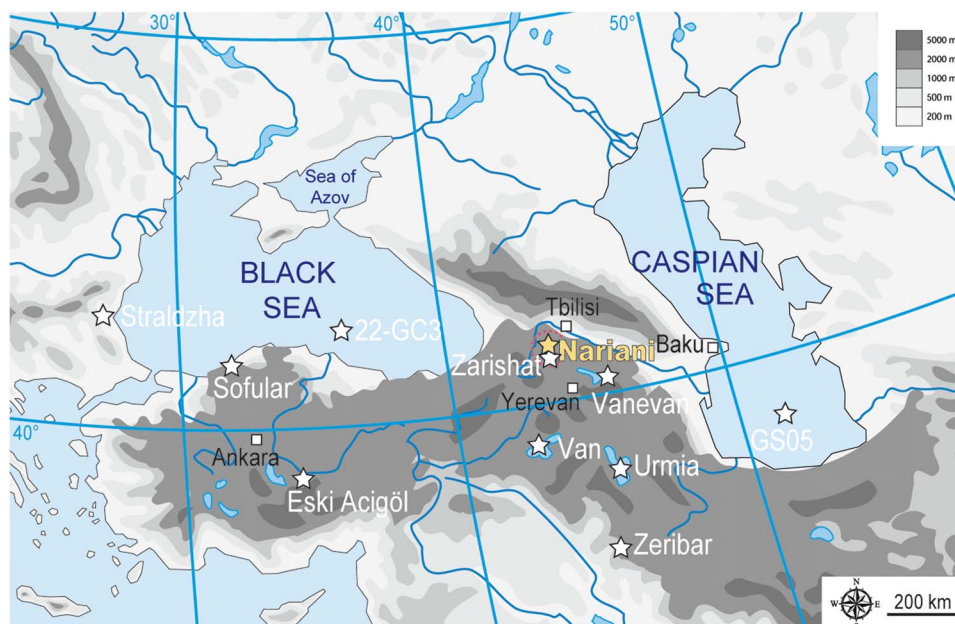 30°
40°
50°
5000 m
2000 m
1000 m
500 m
200 m
Sea of
Azov
BLACK
SEA
CASPIAN
SEA
Straldzha
22-GC3
Tbilisi
Nariani
Baku
Zarishat
Sofular
Yerevan
Vanevan
40°
Ankara
GS05
Van
Urmia
Eski Acigöl
Zeribar
N
W
E
S
200 km